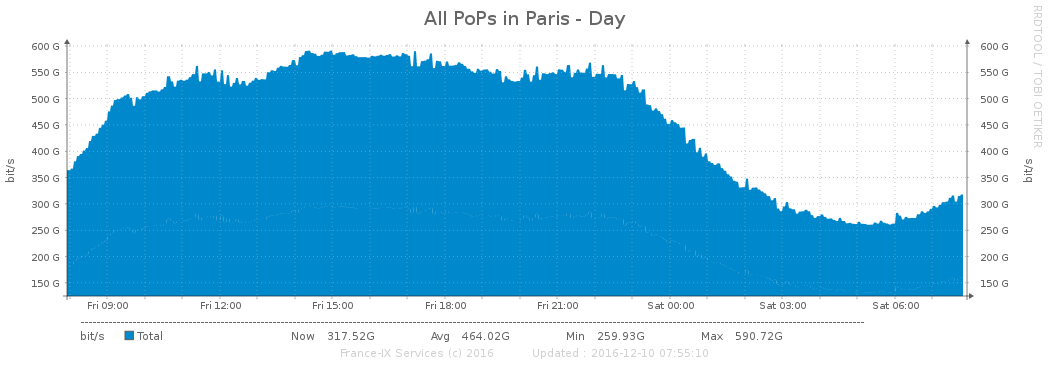 All PoPs in Paris - Day
RRDTOOL / TOBI OETIKER
600 G 600 G
550 G 550 G
500 G 500 G
450 G 450 G
400 G 400 G
350 G 350 G
300 G 300 G
250 G 250 G
200 G 200 G
150 G 150 G
bit/s
bit/s
Fri 09:00 Fri 12:00 Fri 15:00 Fri 18:00 Fri 21:00 Sat 00:00 Sat 03:00 Sat 06:00
bit/s Total Now 317.52G Avg 464.02G Min 259.93G Max 590.72G
France-IX Services (c) 2016 Updated : 2016-12-10 07:55:10